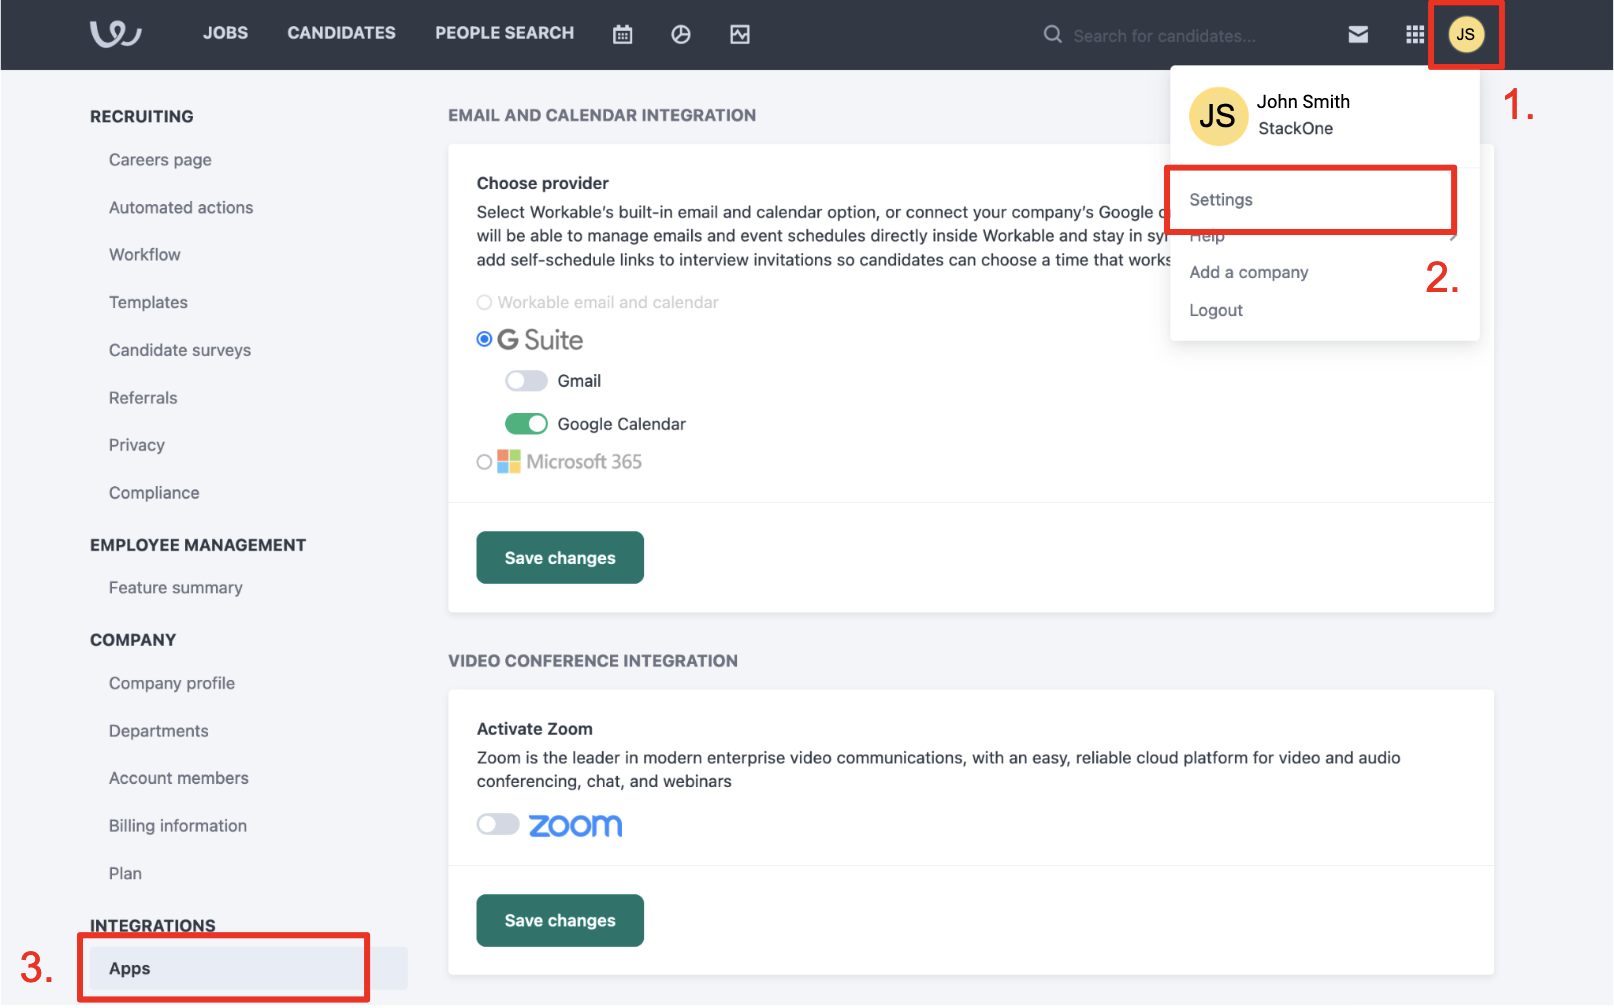 JOBS
CANDIDATES
PEOPLE SEARCH
Search for candidates...
JS
1.
JS
John Smith
StackOne
Settings
Help
Add a company
Logout
2.
RECRUITING
Careers page
Automated actions
Workflow
Templates
Candidate surveys
Referrals
Privacy
Compliance
EMPLOYEE MANAGEMENT
Feature summary
COMPANY
Company profile
Departments
Account members
Billing information
Plan
INTEGRATIONS
3.
Apps
EMAIL AND CALENDAR INTEGRATION
Choose provider
Select Workable's built-in email and calendar option, or connect your company's Google
will be able to manage emails and event schedules directly inside Workable and stay in
add self-schedule links to interview invitations so candidates can choose a time that works
Workable email and calendar
G Suite
Gmail
Google Calendar
Microsoft 365
Save changes
VIDEO CONFERENCE INTEGRATION
Activate Zoom
Zoom is the leader in modern enterprise video communications, with an easy, reliable cloud platform for video and audio
conferencing, chat, and webinars
zoom
Save changes